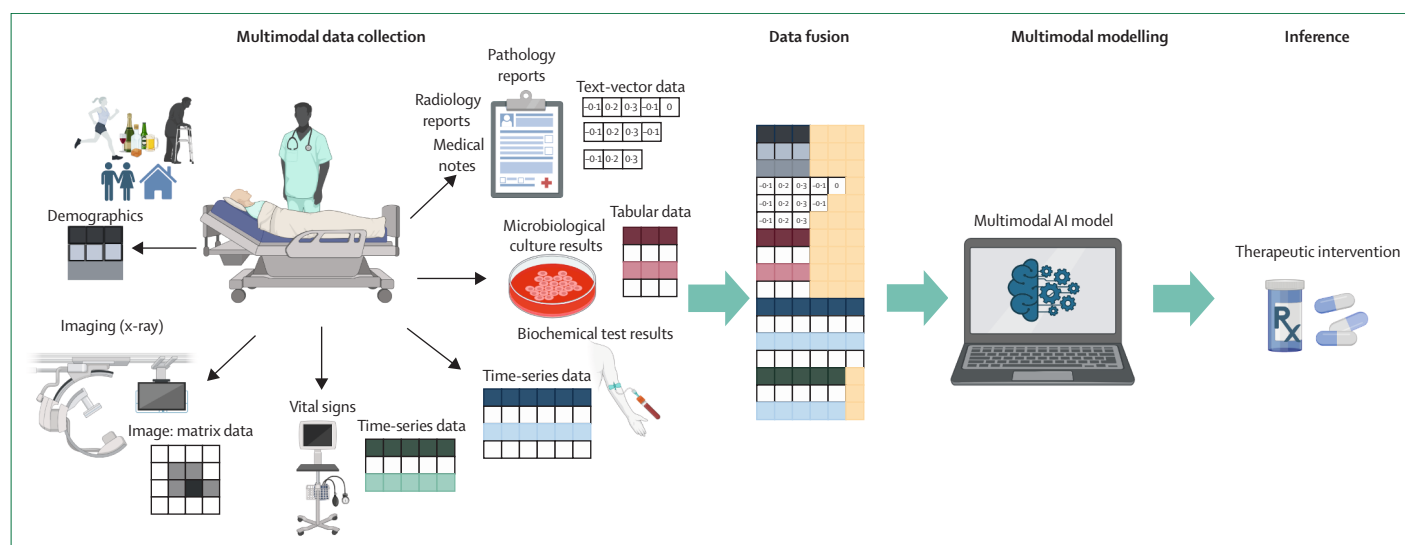 Multimodal data collection
Data fusion
Multimodal modelling
Inference
Pathology
reports
Radiology
reports
Medical
notes
Text-vector data
–0·1 0·2 0·3 –0·1 0
–0·1 0·2 0·3 –0·1
–0·1 0·2 0·3
Demographics
Microbiological
culture results
Tabular data
Imaging (x-ray)
Image: matrix data
Vital signs
Time-series data
Biochemical test results
Time-series data
–0·1 0·2 0·3 –0·1 0
–0·1 0·2 0·3 –0·1
–0·1 0·2 0·3
Multimodal AI model
Therapeutic intervention
Rx